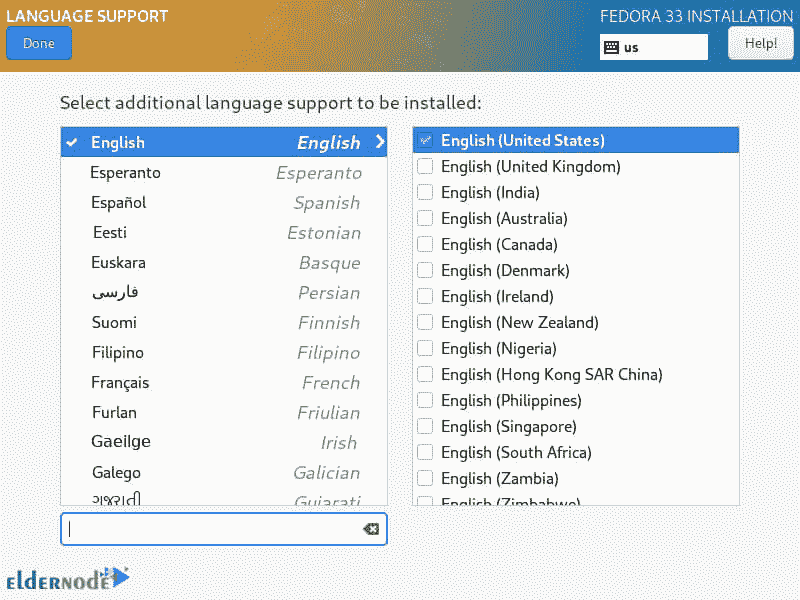 LANGUAGE SUPPORT
FEDORA 33 INSTALLATION
Done
us
Help!
Select additional language support to be installed:
English English
Esperanto Esperanto
Español Spanish
Eesti Estonian
Euskara Basque
فارسی Persian
Suomi Finnish
Filipino Filipino
Français French
Furlan Friulian
Gaeilge Irish
Galego Galician
ગુજરાતી Gujarati
English (United States)
English (United Kingdom)
English (India)
English (Australia)
English (Canada)
English (Denmark)
English (Ireland)
English (New Zealand)
English (Nigeria)
English (Hong Kong SAR China)
English (Philippines)
English (Singapore)
English (South Africa)
English (Zambia)
English (Zimbabwe)
eldernode